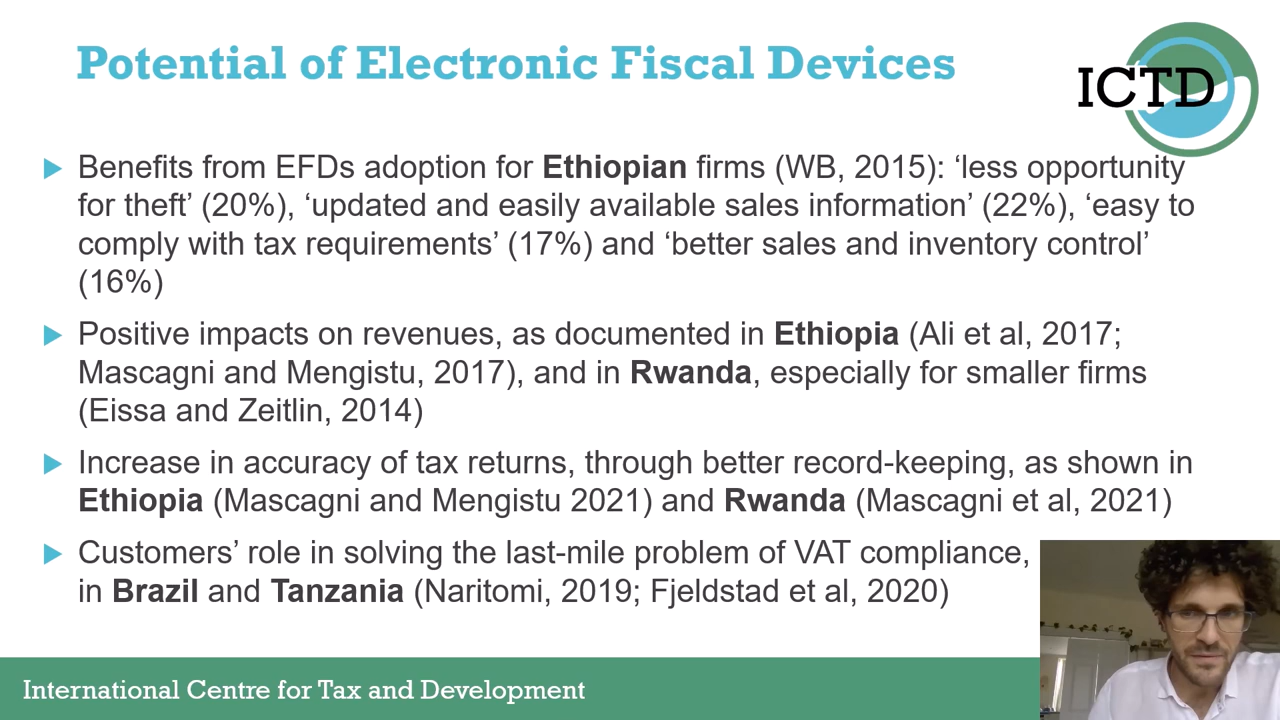 Potential of Electronic Fiscal Devices
ICTD
Benefits from EFDs adoption for Ethiopian firms (WB, 2015): ‘less opportunity
for theft’ (20%), ‘updated and easily available sales information’ (22%), ‘easy to
comply with tax requirements’ (17%) and ‘better sales and inventory control’
(16%)
Positive impacts on revenues, as documented in Ethiopia (Ali et al, 2017;
Mascagni and Mengistu, 2017), and in Rwanda, especially for smaller firms
(Eissa and Zeitlin, 2014)
Increase in accuracy of tax returns, through better record-keeping, as shown in
Ethiopia (Mascagni and Mengistu 2021) and Rwanda (Mascagni et al, 2021)
Customers’ role in solving the last-mile problem of VAT compliance,
in Brazil and Tanzania (Naritomi, 2019; Fjeldstad et al, 2020)
International Centre for Tax and Development